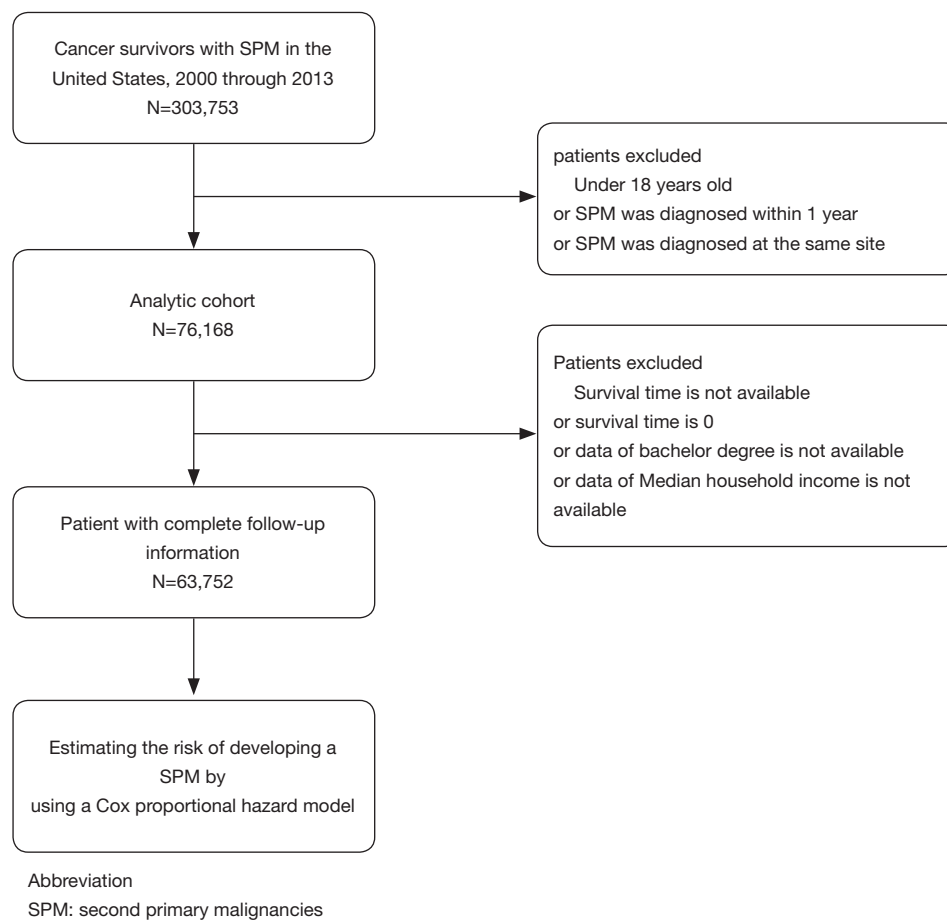 Cancer survivors with SPM in the
United States, 2000 through 2013
N=303,753
patients excluded
Under 18 years old
or SPM was diagnosed within 1 year
or SPM was diagnosed at the same site
Analytic cohort
N=76,168
Patients excluded
Survival time is not available
or survival time is 0
or data of bachelor degree is not available
or data of Median household income is not
available
Patient with complete follow-up
information
N=63,752
Estimating the risk of developing a
SPM by
using a Cox proportional hazard model
Abbreviation
SPM: second primary malignancies